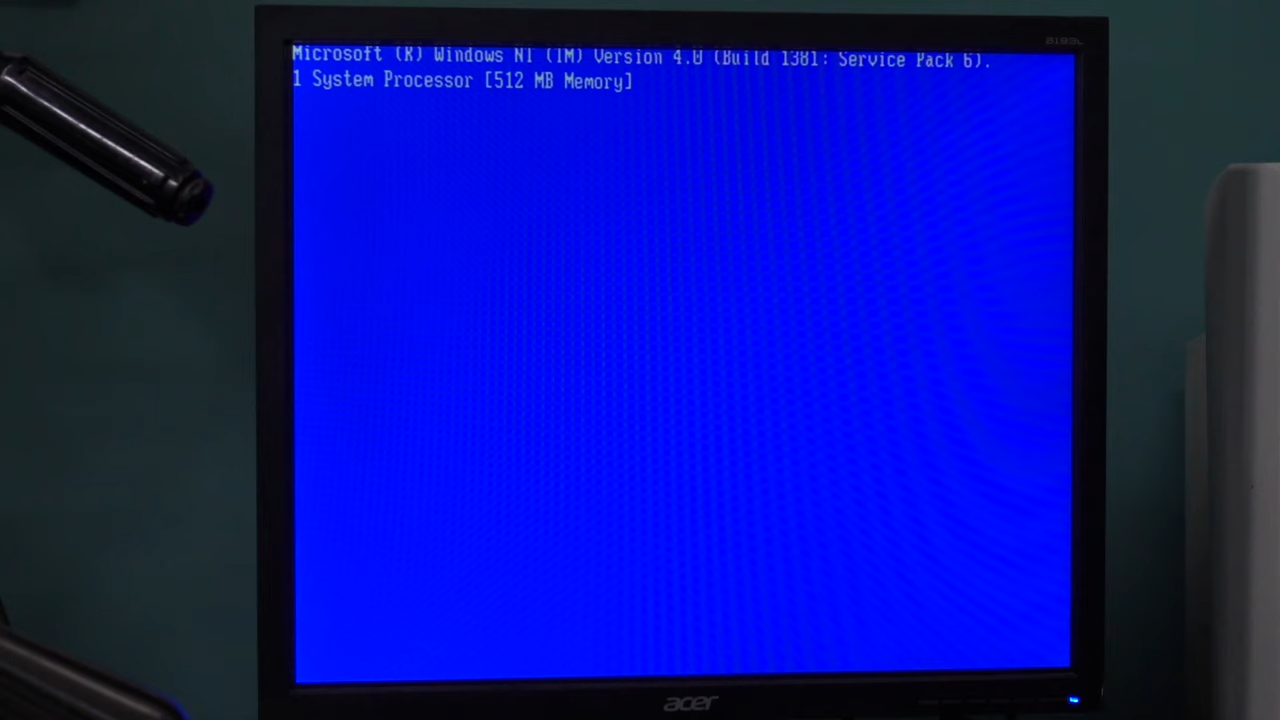 Microsoft (R) Windows NT (TM) Version 4.0 (Build 1381: Service Pack 6).
1 System Processor [512 MB Memory]
acer